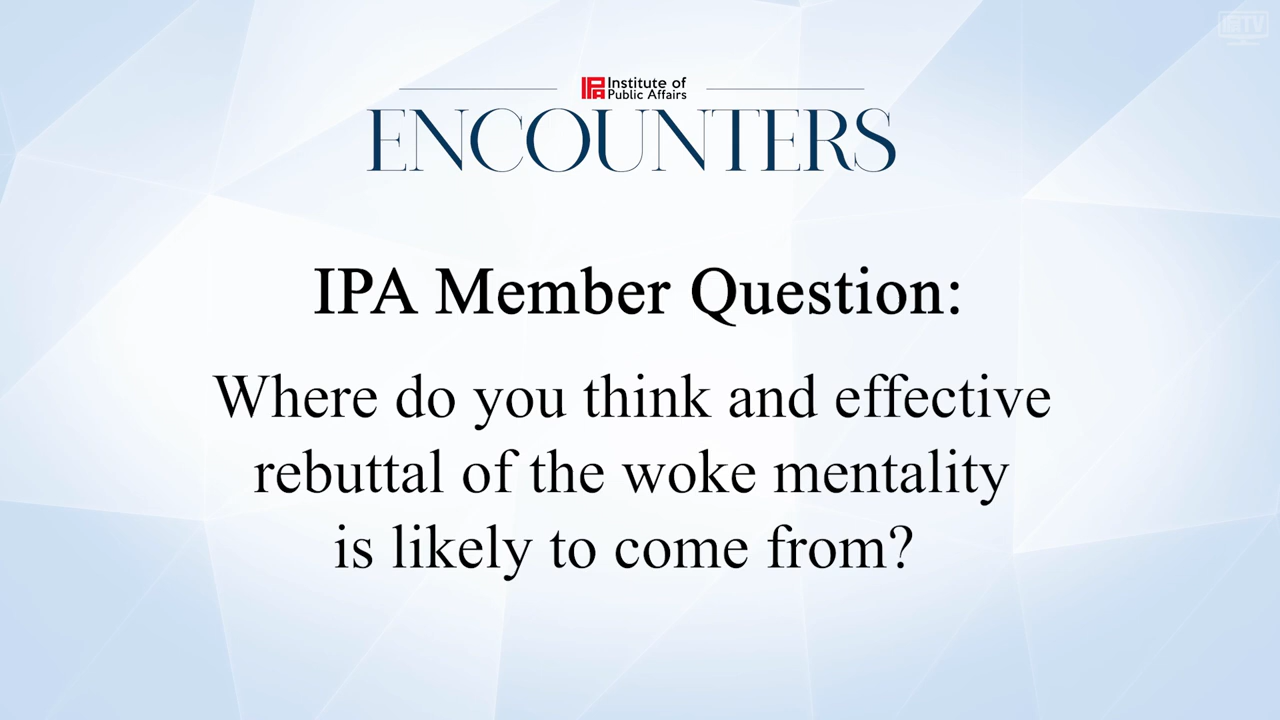 IPA
Institute of
Public Affairs
ENCOUNTERS
IPA Member Question:
Where do you think and effective
rebuttal of the woke mentality
is likely to come from?